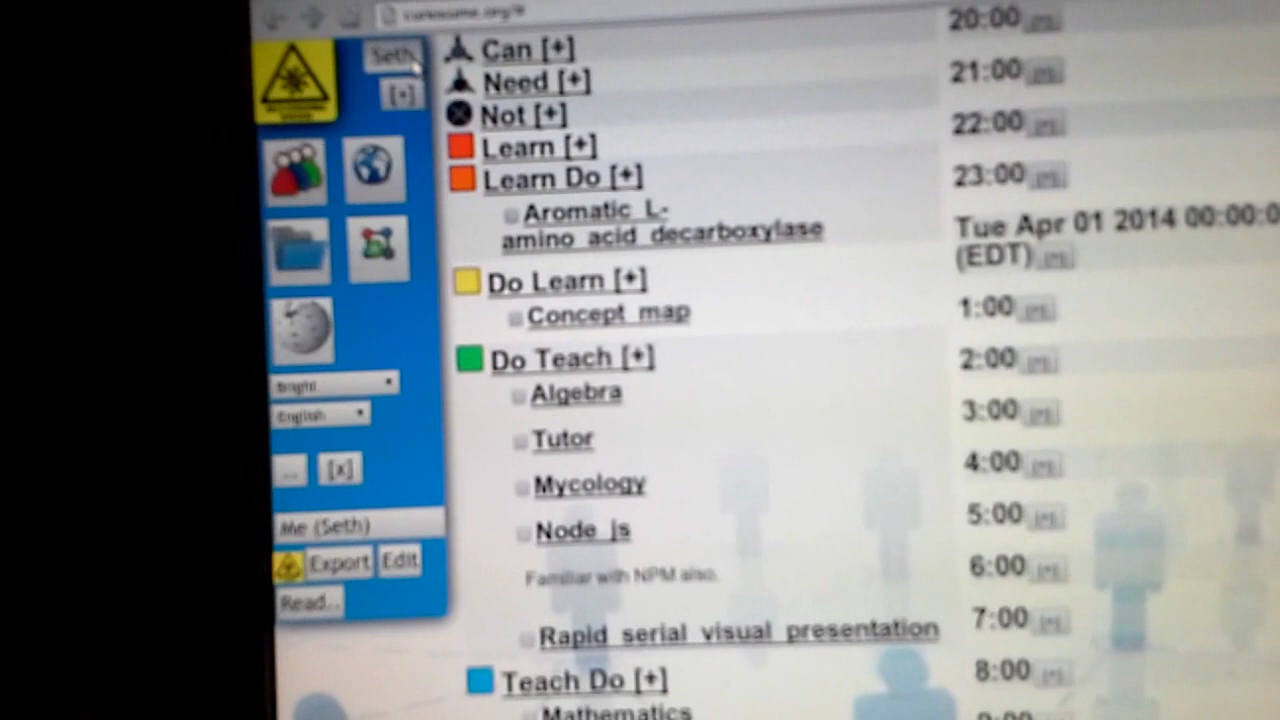 Seth
[+]
Bright
English
...
[x]
Me (Seth)
Export
Edit
Read..
Can [+]
Need [+]
Not [+]
Learn [+]
Learn Do [+]
Aromatic L-
amino acid decarboxylase
Do Learn [+]
Concept map
Do Teach [+]
Algebra
Tutor
Mycology
Node js
Familiar with NPM also.
Rapid serial visual presentation
Teach Do [+]
Mathematics
20:00
21:00
22:00
23:00
Tue Apr 01 2014 00:00:0
(EDT)
1:00
2:00
3:00
4:00
5:00
6:00
7:00
8:00
9:00